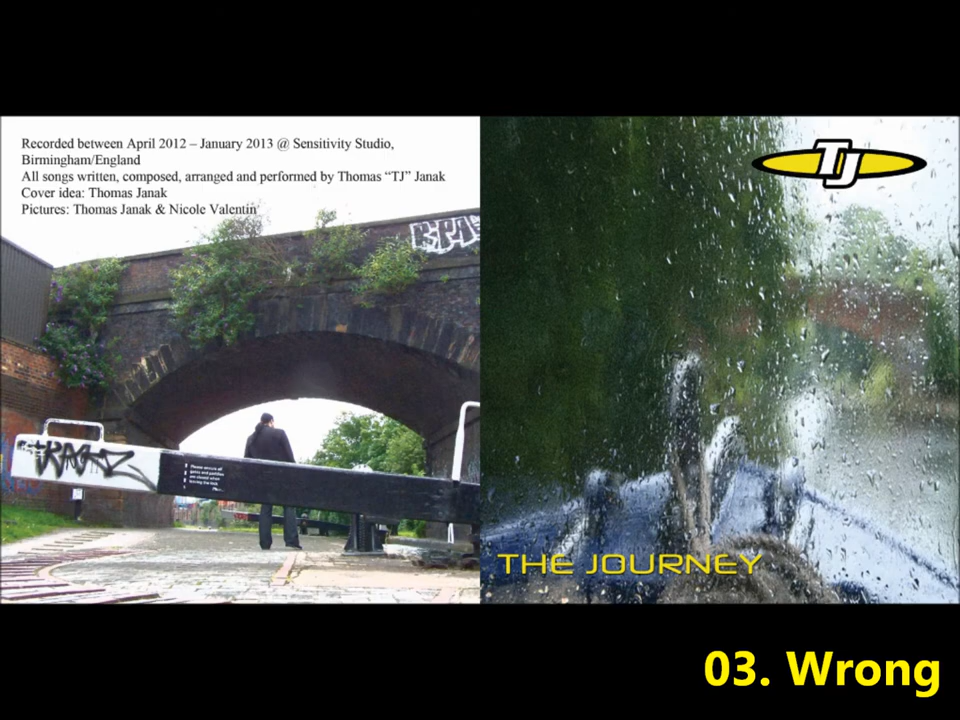 Recorded between April 2012 – January 2013 @ Sensitivity Studio,
Birmingham/England
All songs written, composed, arranged and performed by Thomas “TJ” Janak
Cover idea: Thomas Janak
Pictures: Thomas Janak & Nicole Valentin
TJ
THE JOURNEY
03. Wrong